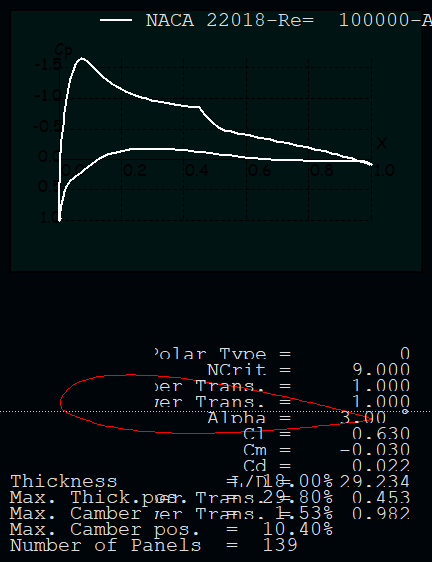 NACA 22018-Re= 100000-A
Cp
-1.5
-1.0
-0.5
X
0.0 0.2 0.4 0.6 0.8 1.0
0.5
1.0
Polar Type = 0
NCrit = 9.000
per Trans. = 1.000
wer Trans. = 1.000
Alpha = 3.00 °
Cl = 0.630
Cm = -0.030
Cd = 0.022
Thickness = 18.00% L/D = 29.234
Max. Thick.pos. = 29.80% per Trans. = 0.453
Max. Camber = 1.53% wer Trans. = 0.982
Max. Camber pos. = 10.40%
Number of Panels = 139